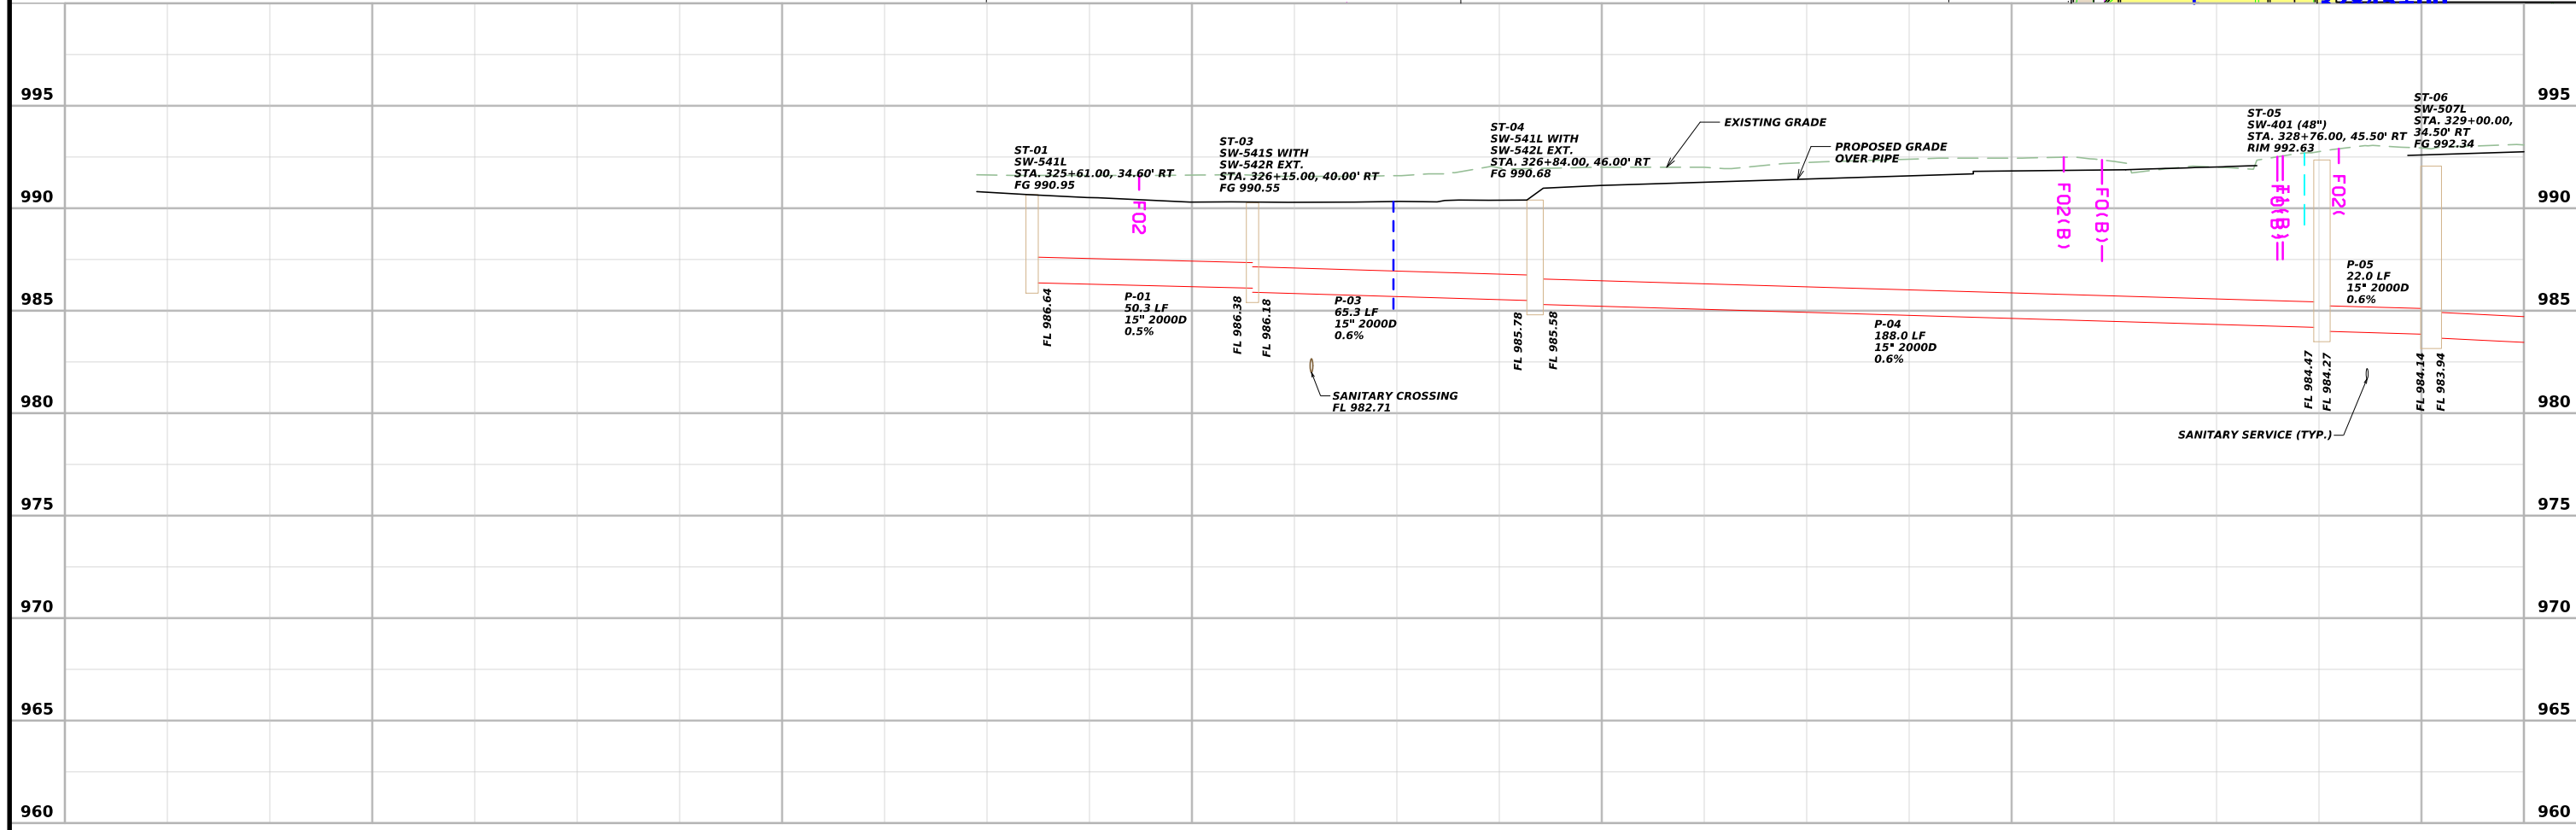 995
990
985
980
975
970
965
960
ST-01
SW-541L
STA. 325+61.00, 34.60' RT
FG 990.95
FO2
ST-03
SW-541S WITH
SW-542R EXT.
STA. 326+15.00, 40.00' RT
FG 990.55
ST-04
SW-541L WITH
SW-542L EXT.
STA. 326+84.00, 46.00' RT
FG 990.68
EXISTING GRADE
PROPOSED GRADE
OVER PIPE
FO2(B)
FO(B)
ST-05
SW-401 (48")
STA. 328+76.00, 45.50' RT
RIM 992.63
FO2(
ST-06
SW-507L
STA. 329+00.00,
34.50' RT
FG 992.34
P-01
50.3 LF
15" 2000D
0.5%
P-03
65.3 LF
15" 2000D
0.6%
P-04
188.0 LF
15" 2000D
0.6%
P-05
22.0 LF
15" 2000D
0.6%
FL 986.64
FL 986.38
FL 986.18
FL 985.78
FL 985.58
FL 984.47
FL 984.27
FL 984.14
FL 983.94
SANITARY CROSSING
FL 982.71
SANITARY SERVICE (TYP.)
995
990
985
980
975
970
965
960